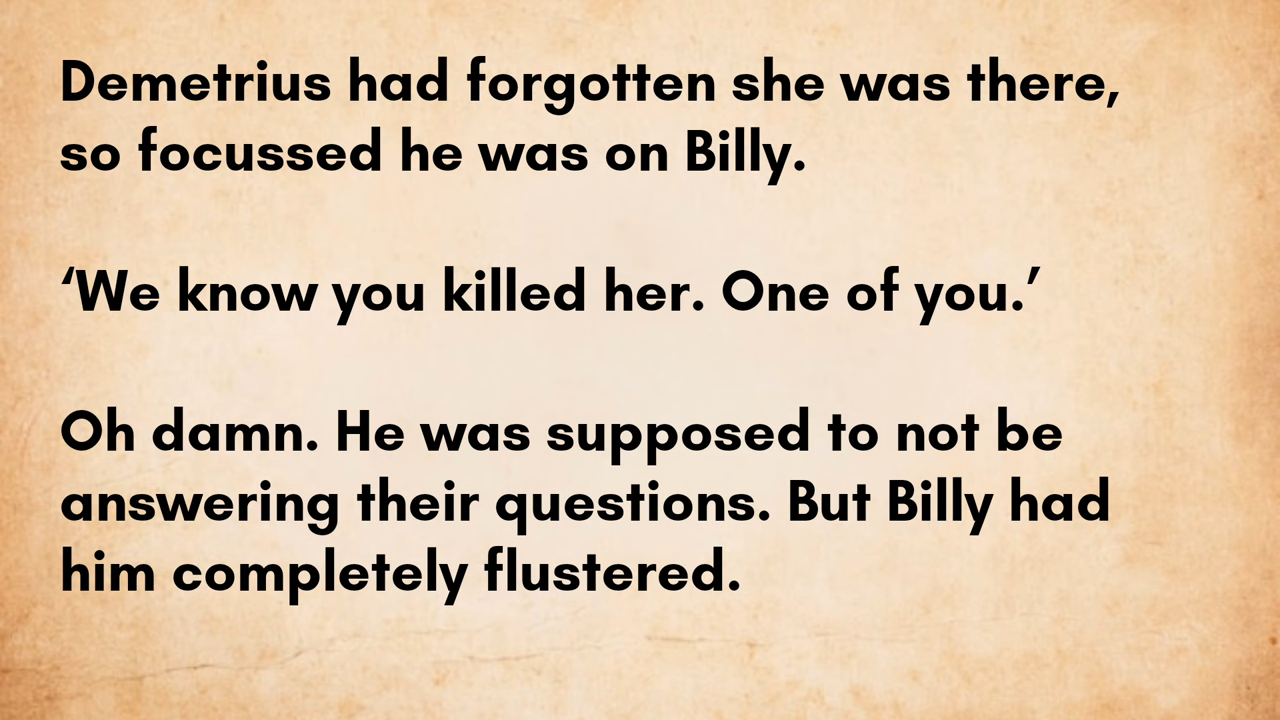 Demetrius had forgotten she was there,
so focussed he was on Billy.
‘We know you killed her. One of you.’
Oh damn. He was supposed to not be
answering their questions. But Billy had
him completely flustered.